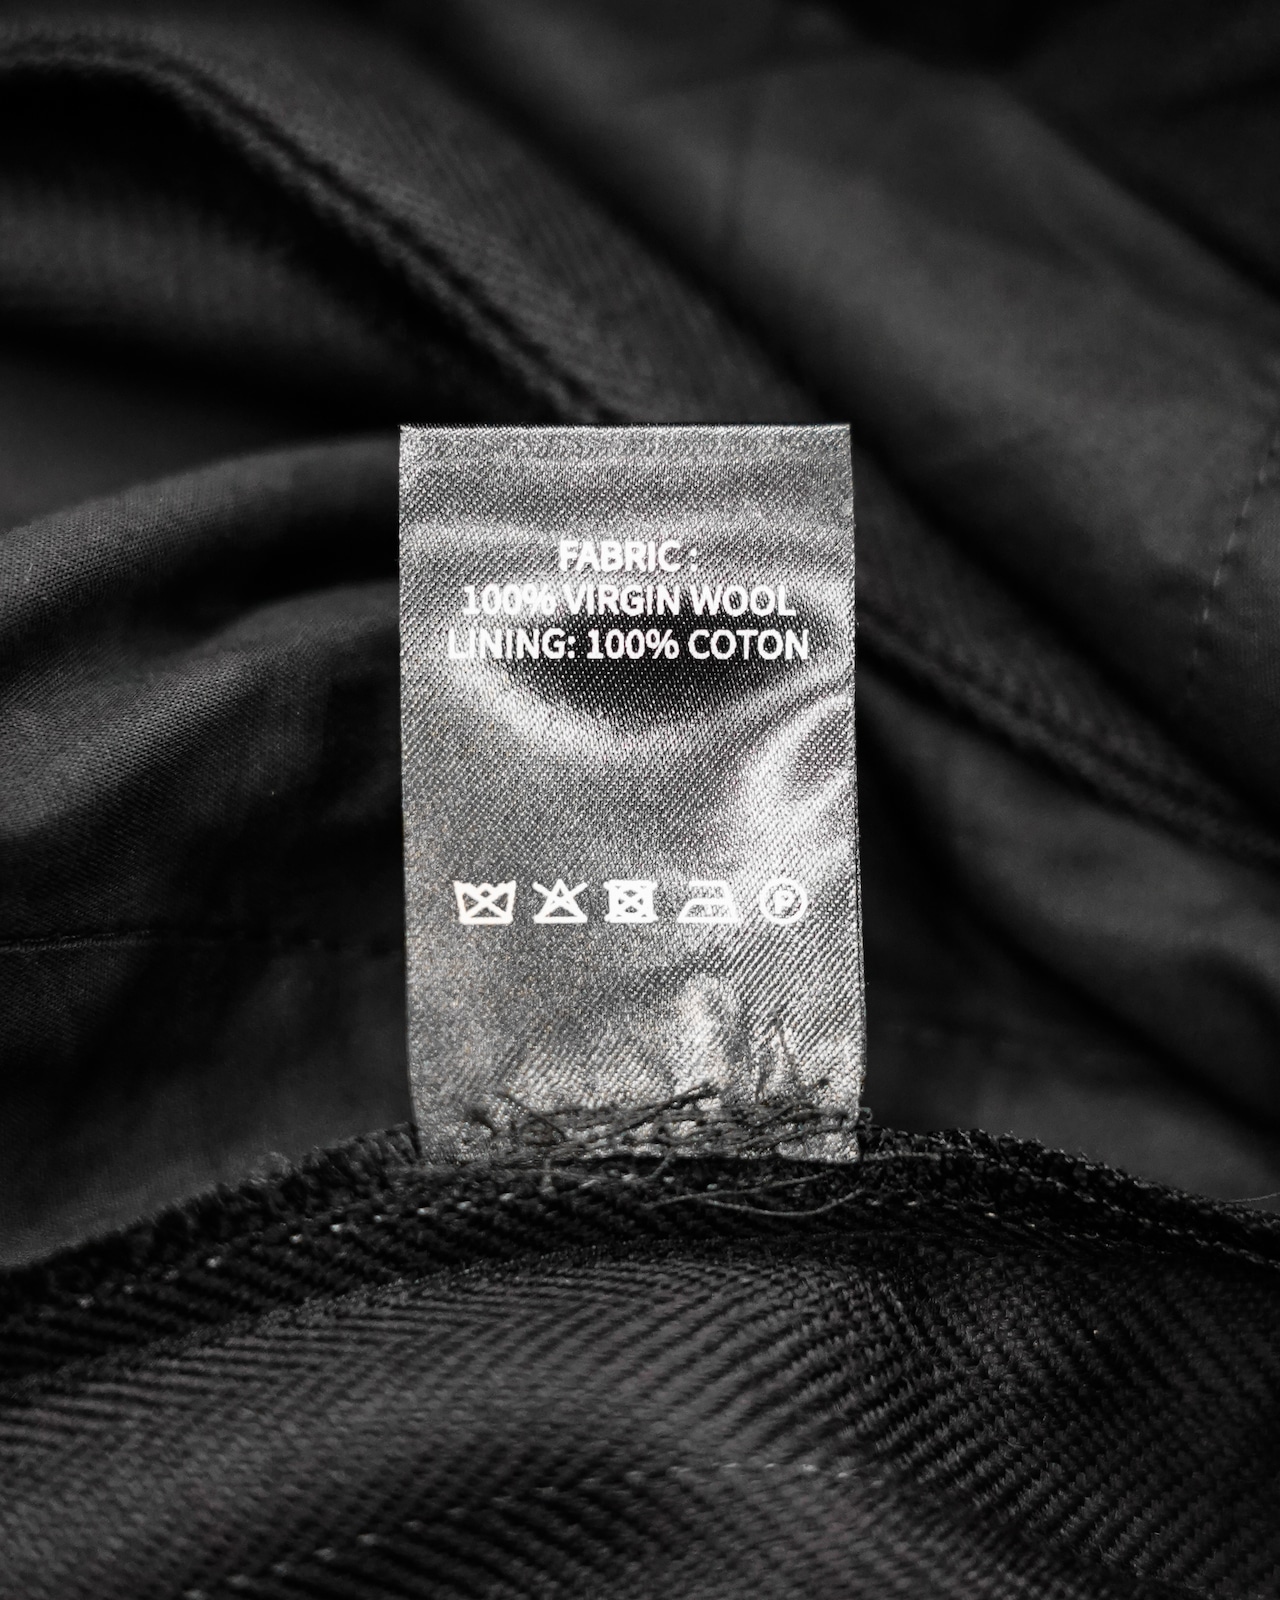 FABRIC :
100% VIRGIN WOOL
LINING: 100% COTON
P